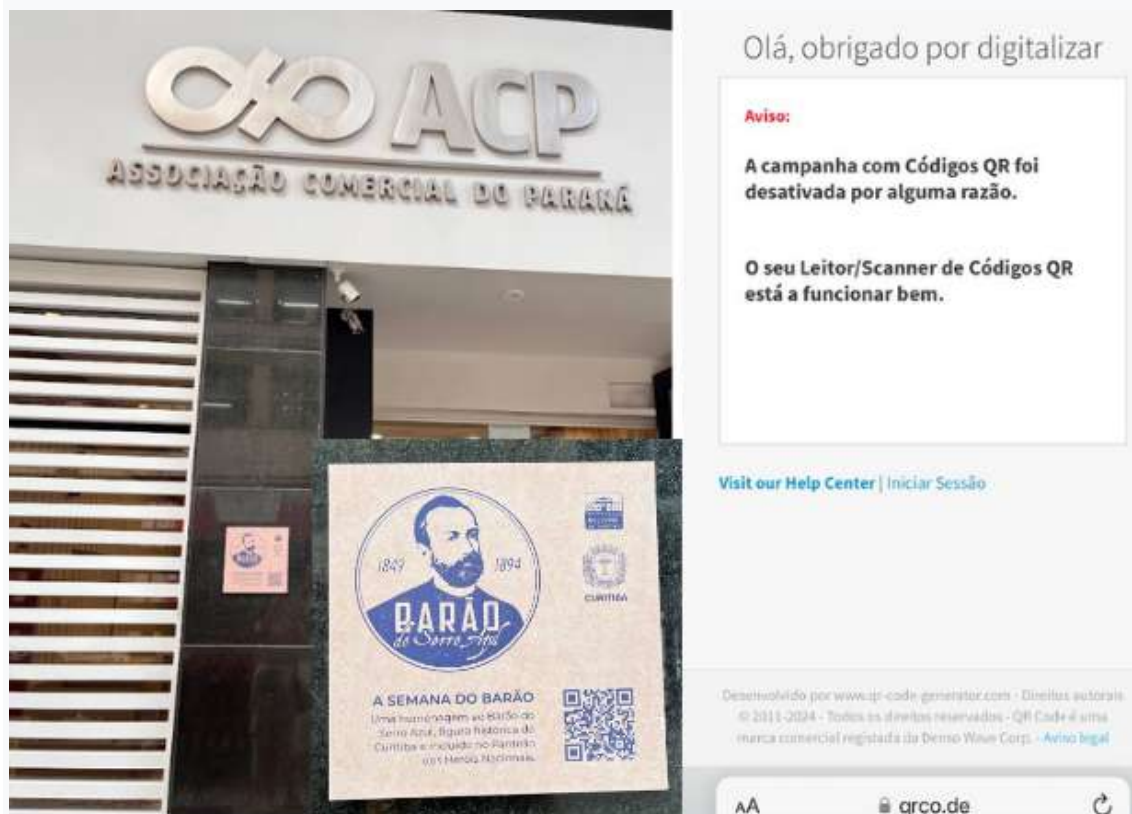 ACP
ASSOCIAÇÃO COMERCIAL DO PARANÁ
1849
1894
BARÃO
do Serro Azul
CURITIBA
A SEMANA DO BARÃO
Uma homenagem ao Barão do
Serro Azul, figura histórica de
Curitiba e incluído no Panteão
dos Heróis Nacionais.
Olá, obrigado por digitalizar
Aviso:
A campanha com Códigos QR foi
desativada por alguma razão.
O seu Leitor/Scanner de Códigos QR
está a funcionar bem.
Visit our Help Center | Iniciar Sessão
Desenvolvido por www.qr-code-generator.com - Direitos autorais
© 2011-2024 - Todos os direitos reservados - QR Code é uma
marca comercial registada da Denso Wave Corp. - Aviso legal
AA
qrco.de